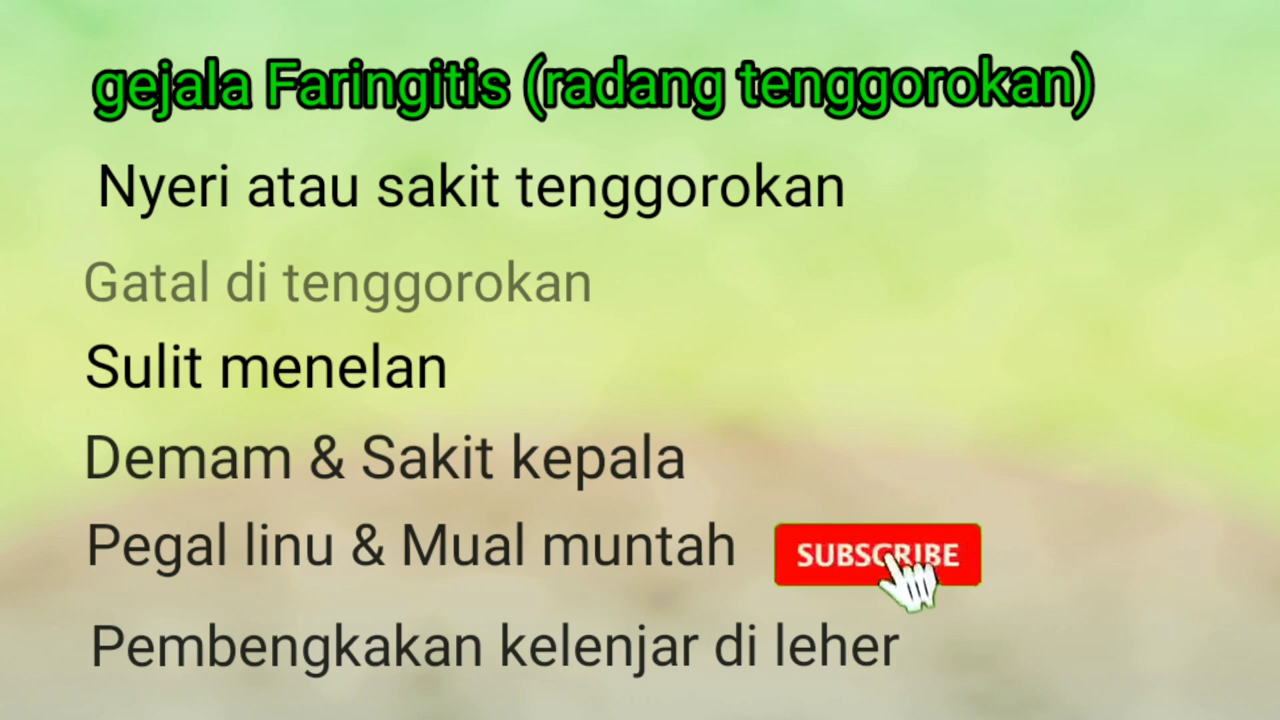 gejala Faringitis (radang tenggorokan)
Nyeri atau sakit tenggorokan
Gatal di tenggorokan
Sulit menelan
Demam & Sakit kepala
Pegal linu & Mual muntah
SUBSCRIBE
Pembengkakan kelenjar di leher